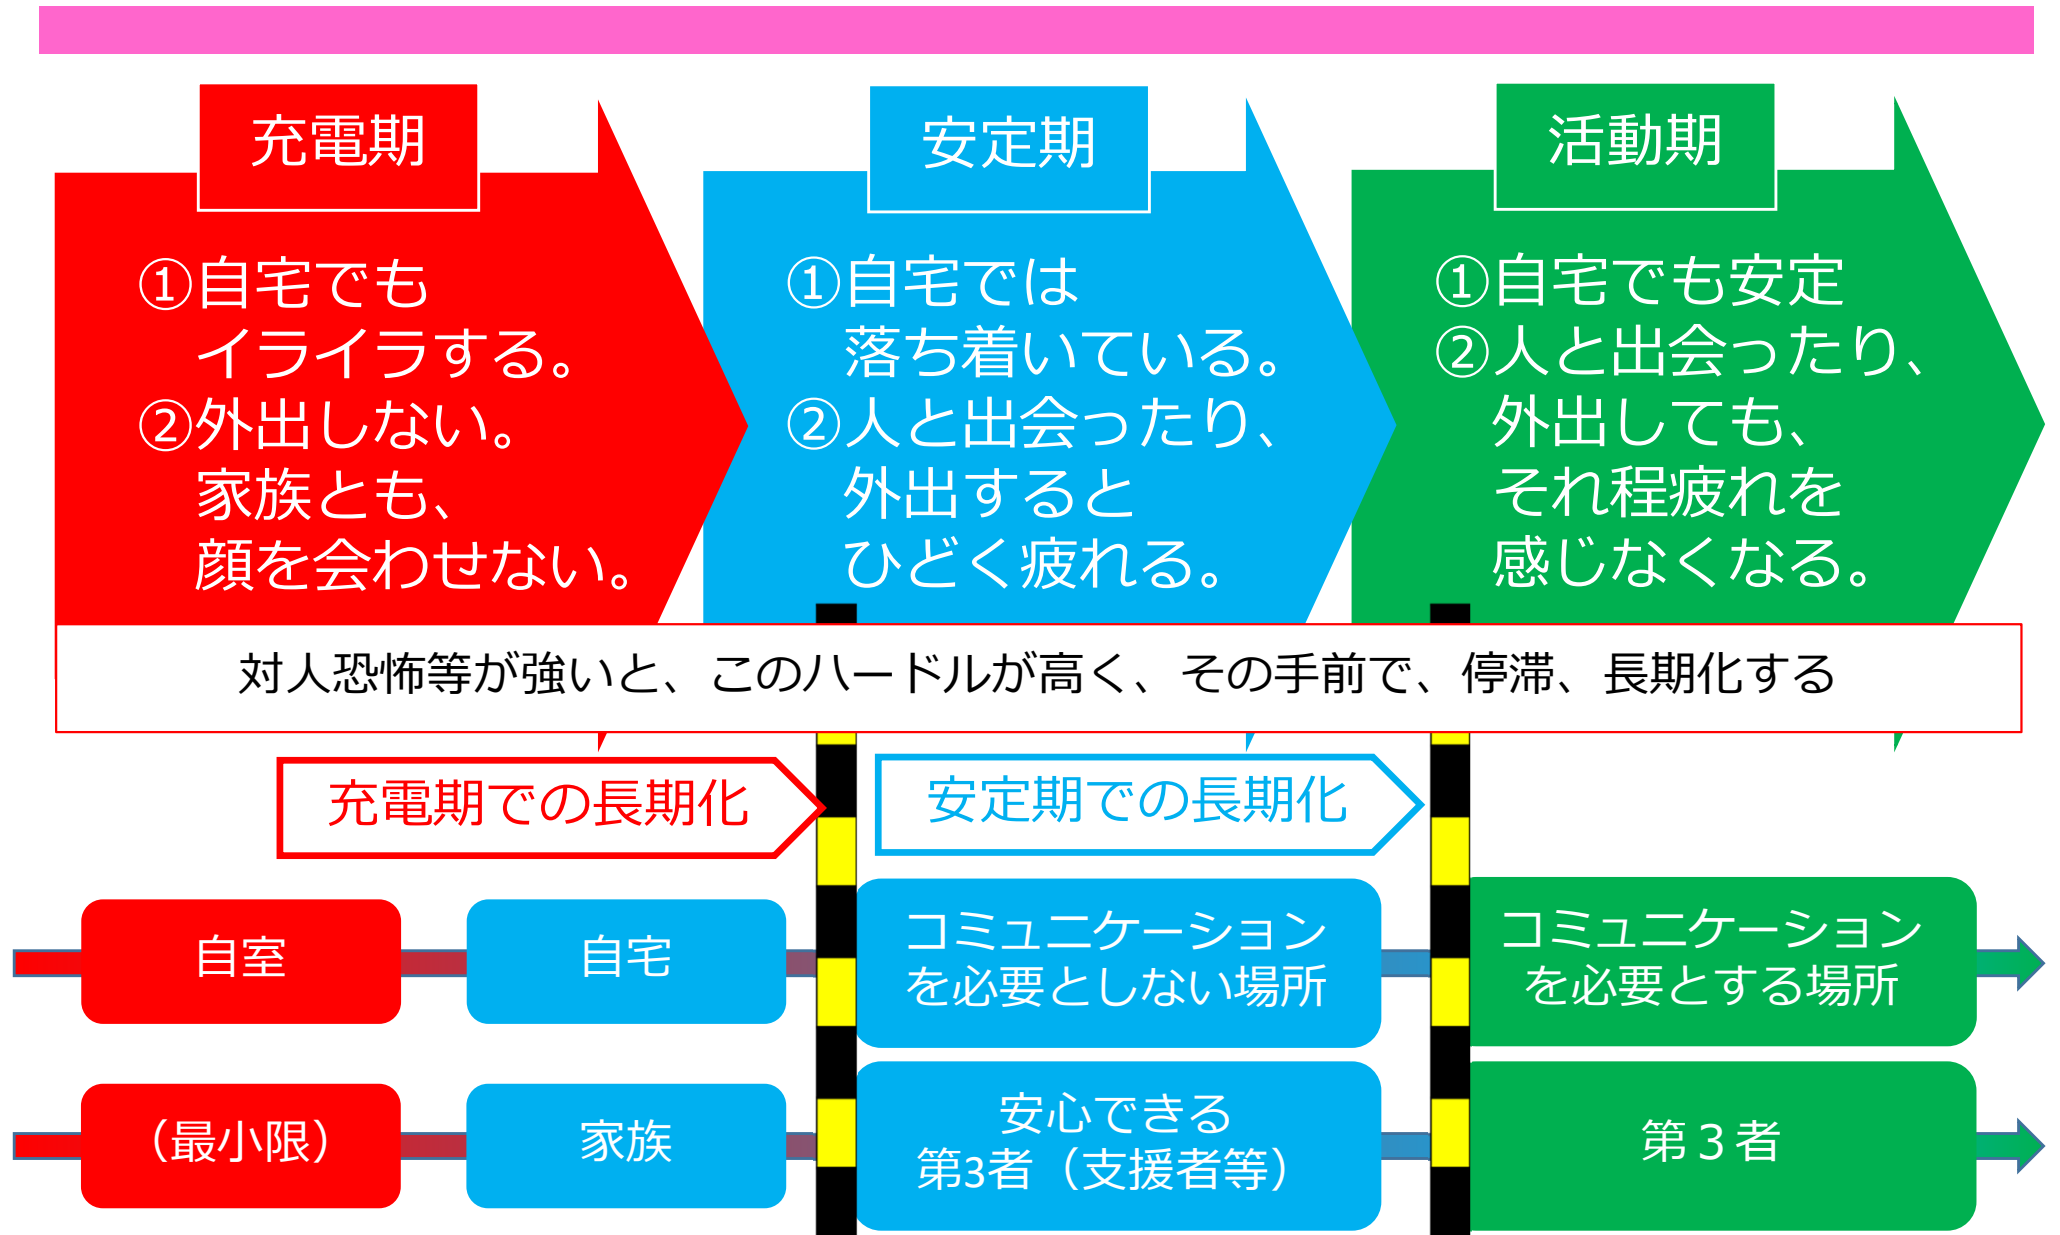 充電期
①自宅でも
イライラする。
②外出しない。
家族とも、
顔を会わせない。
安定期
①自宅では
落ち着いている。
②人と出会ったり、
外出すると
ひどく疲れる。
活動期
①自宅でも安定
②人と出会ったり、
外出しても、
それ程疲れを
感じなくなる。
対人恐怖等が強いと、このハードルが高く、その手前で、停滞、長期化する
充電期での長期化
安定期での長期化
自室
自宅
コミュニケーション
を必要としない場所
コミュニケーション
を必要とする場所
（最小限）
家族
安心できる
第3者（支援者等）
第３者